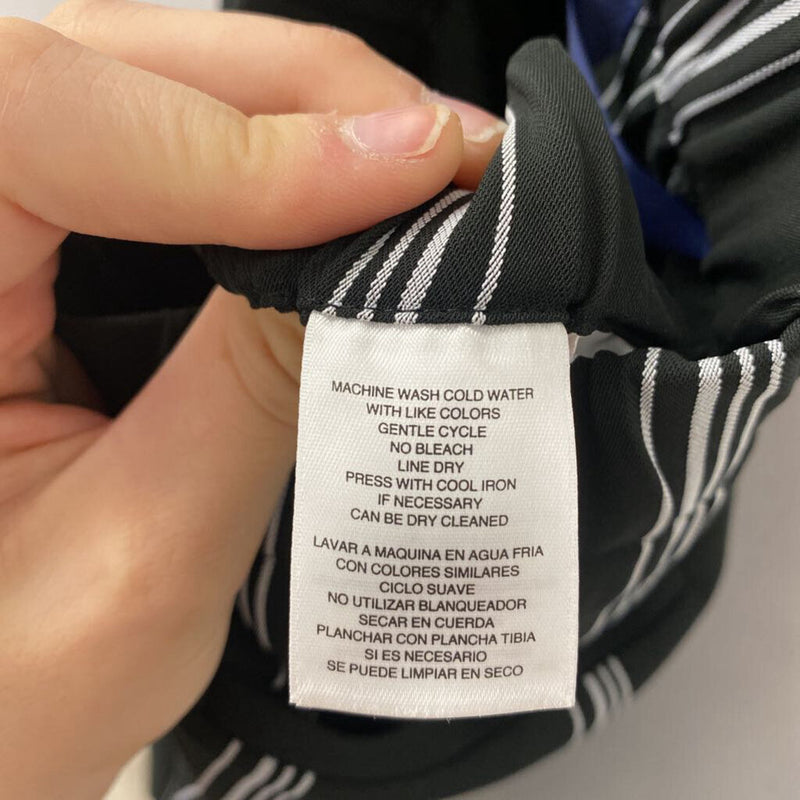 MACHINE WASH COLD WATER
WITH LIKE COLORS
GENTLE CYCLE
NO BLEACH
LINE DRY
PRESS WITH COOL IRON
IF NECESSARY
CAN BE DRY CLEANED
LAVAR A MAQUINA EN AGUA FRIA
CON COLORES SIMILARES
CICLO SUAVE
NO UTILIZAR BLANQUEADOR
SECAR EN CUERDA
PLANCHAR CON PLANCHA TIBIA
SI ES NECESARIO
SE PUEDE LIMPIAR EN SECO